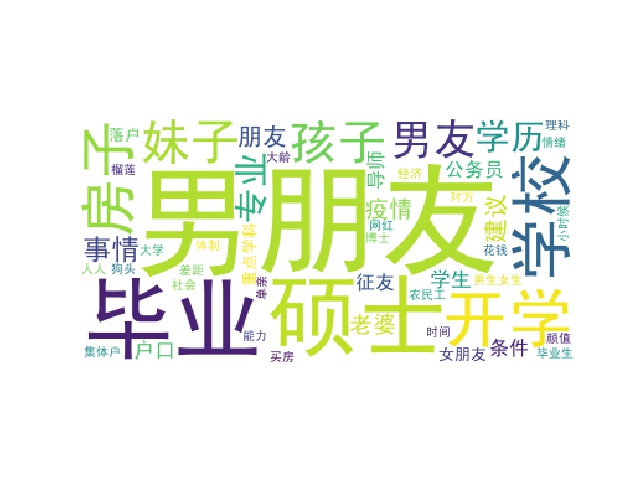 落户
妹子
朋友
孩子
男友
学历
理科
情绪
房子
榴莲
专业
大龄
导师
经济
公务员
男朋友
疫情
网红
博士
对方
建议
花钱
学校
小时候
事情
大学
体制
重点学科
人人
狗头
差距
社会
征友
学生
男生女生
农民工
毕业
硕士
开学
老婆
能力
时间
集体户
户口
买房
女朋友
条件
颜值
毕业生